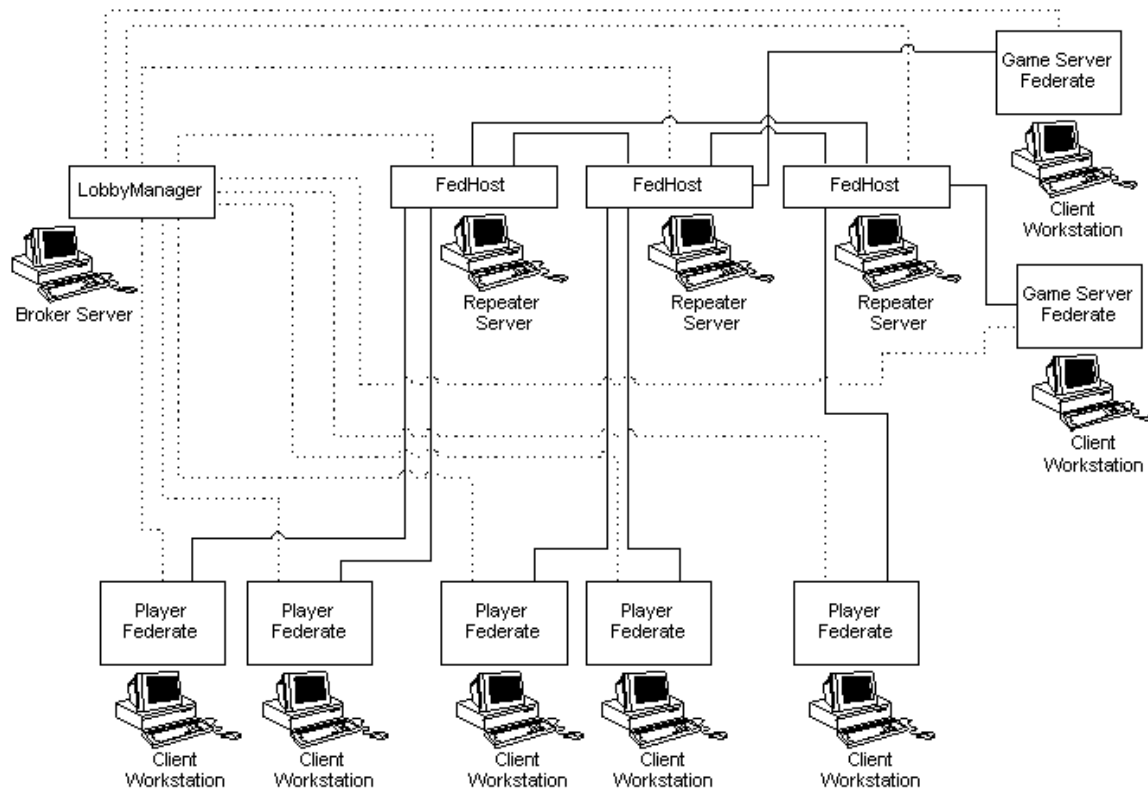 Game Server
Federate
Client
Workstation
LobbyManager
Broker Server
FedHost
Repeater
Server
FedHost
Repeater
Server
FedHost
Repeater
Server
Game Server
Federate
Client
Workstation
Player
Federate
Client
Workstation
Player
Federate
Client
Workstation
Player
Federate
Client
Workstation
Player
Federate
Client
Workstation
Player
Federate
Client
Workstation